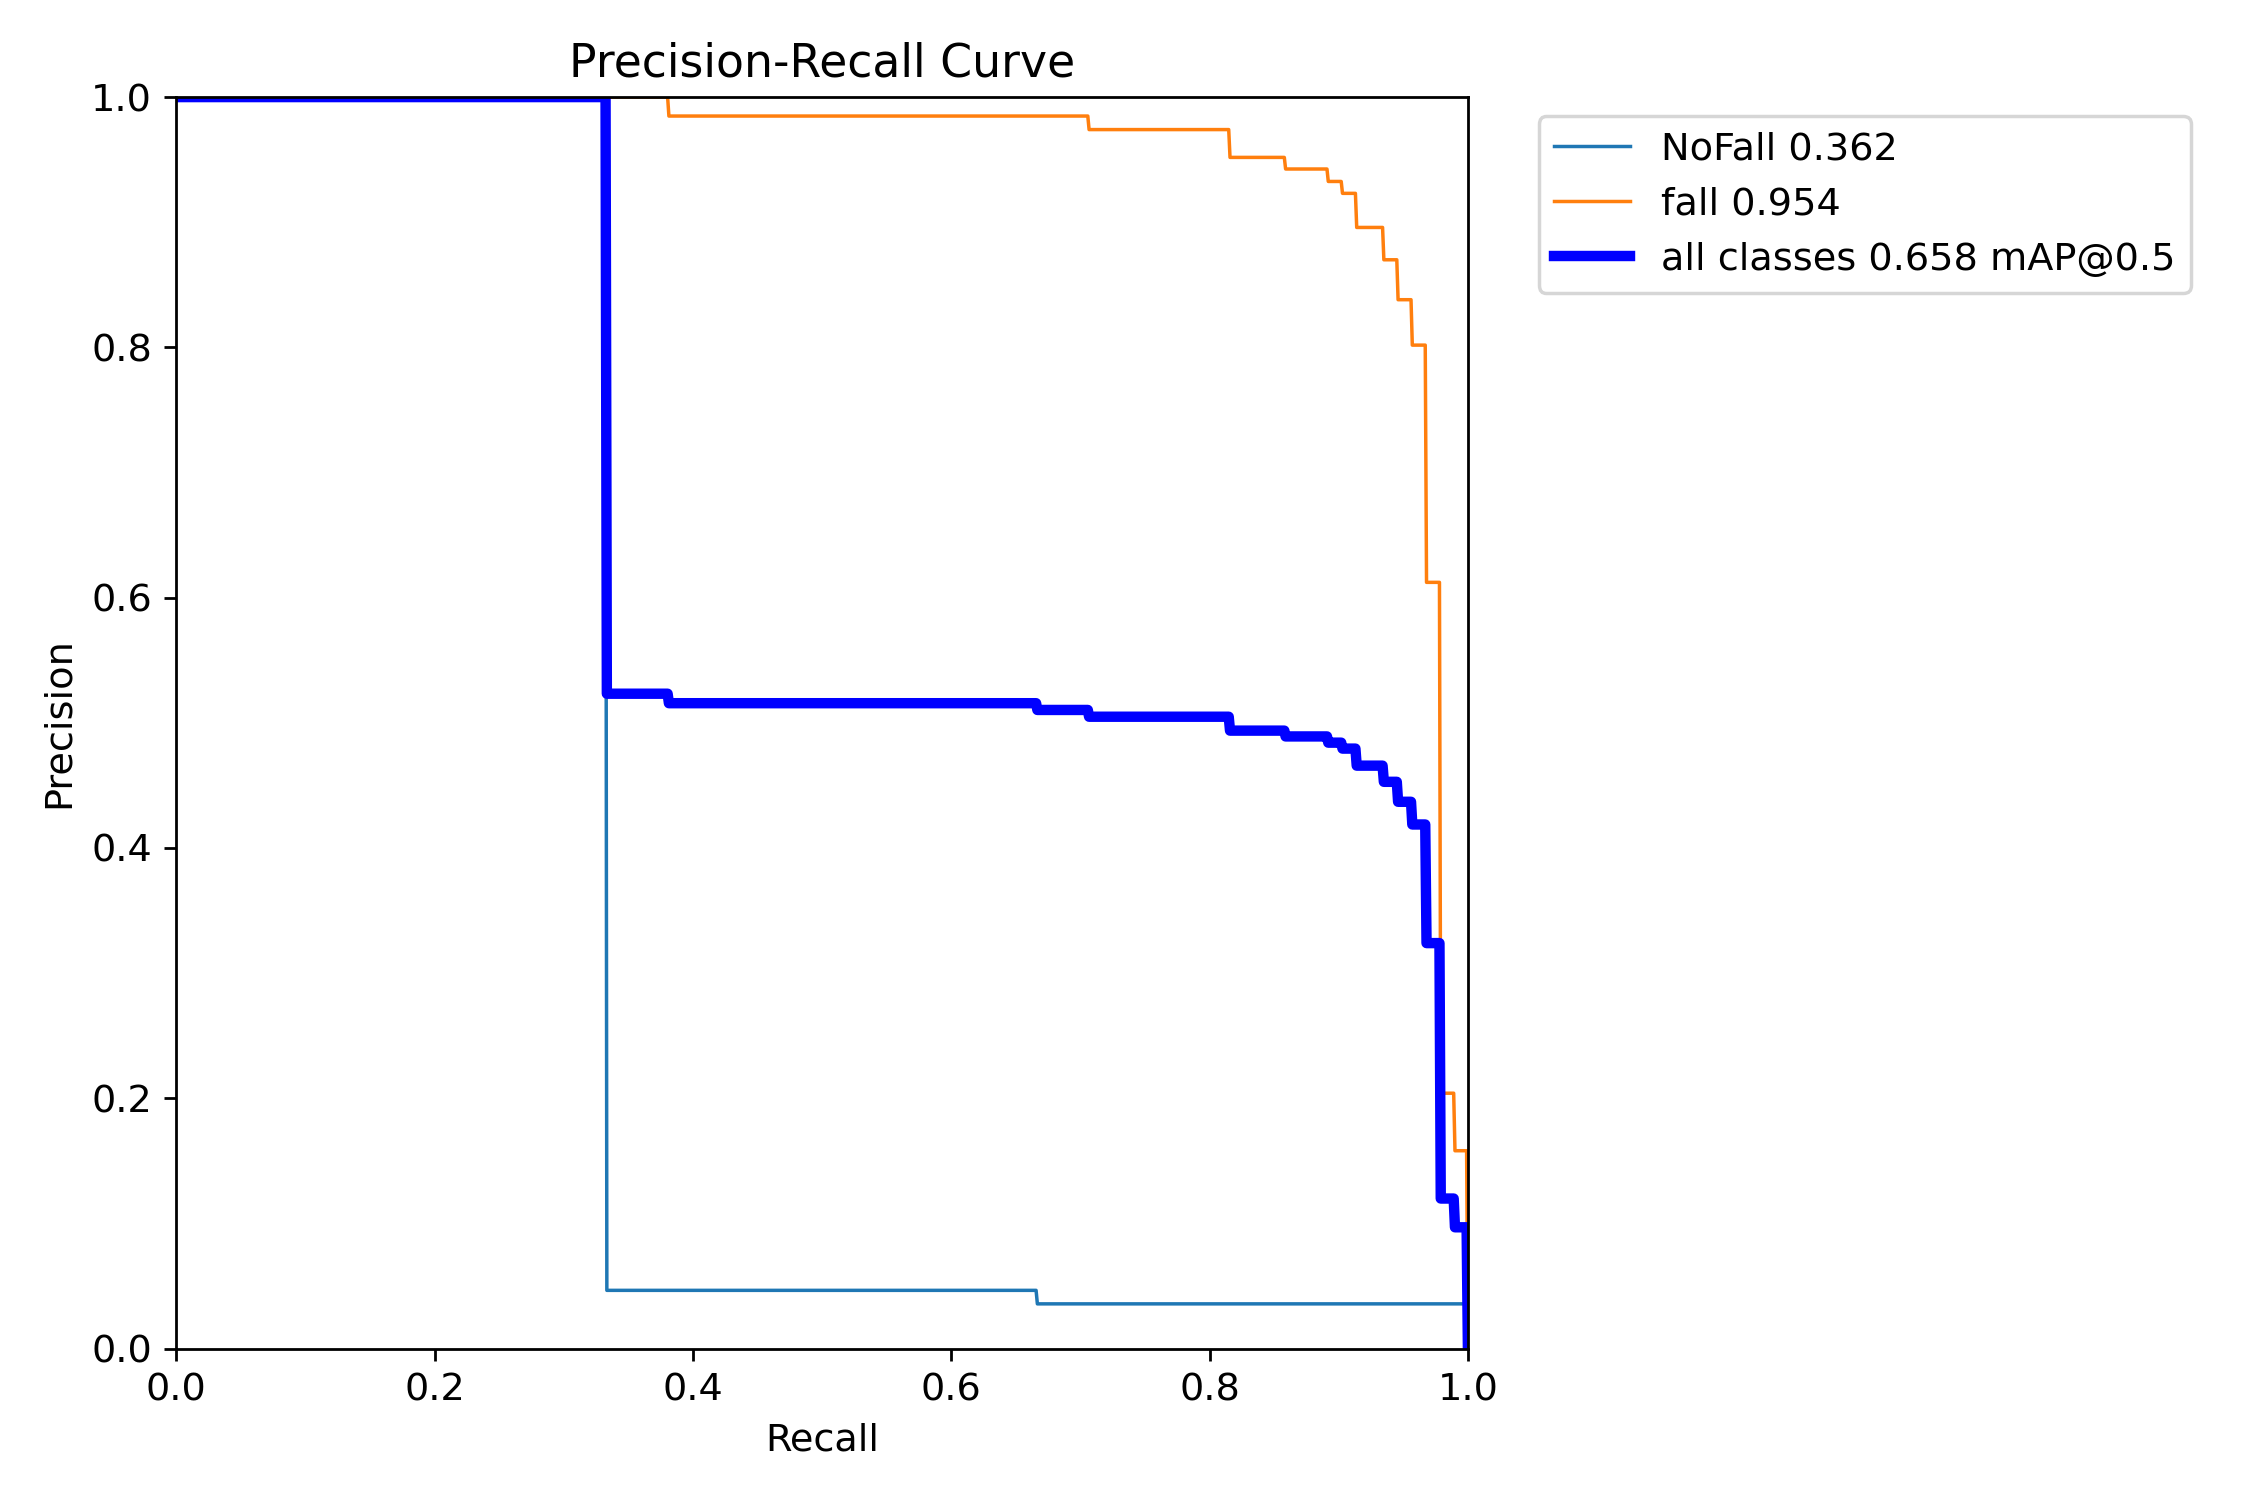 Precision-Recall Curve
1.0
0.8
0.6
0.4
0.2
0.0
Precision
0.0 0.2 0.4 0.6 0.8 1.0
Recall
NoFall 0.362
fall 0.954
all classes 0.658 mAP@0.5